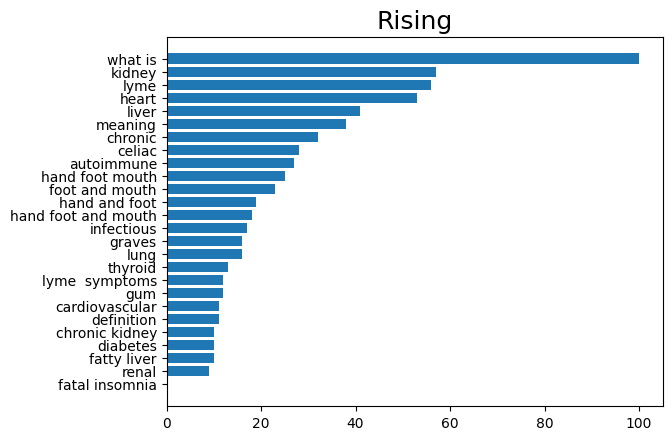 Rising
what is
kidney
lyme
heart
liver
meaning
chronic
celiac
autoimmune
hand foot mouth
foot and mouth
hand and foot
hand foot and mouth
infectious
graves
lung
thyroid
lyme  symptoms
gum
cardiovascular
definition
chronic kidney
diabetes
fatty liver
renal
fatal insomnia
0 20 40 60 80 100